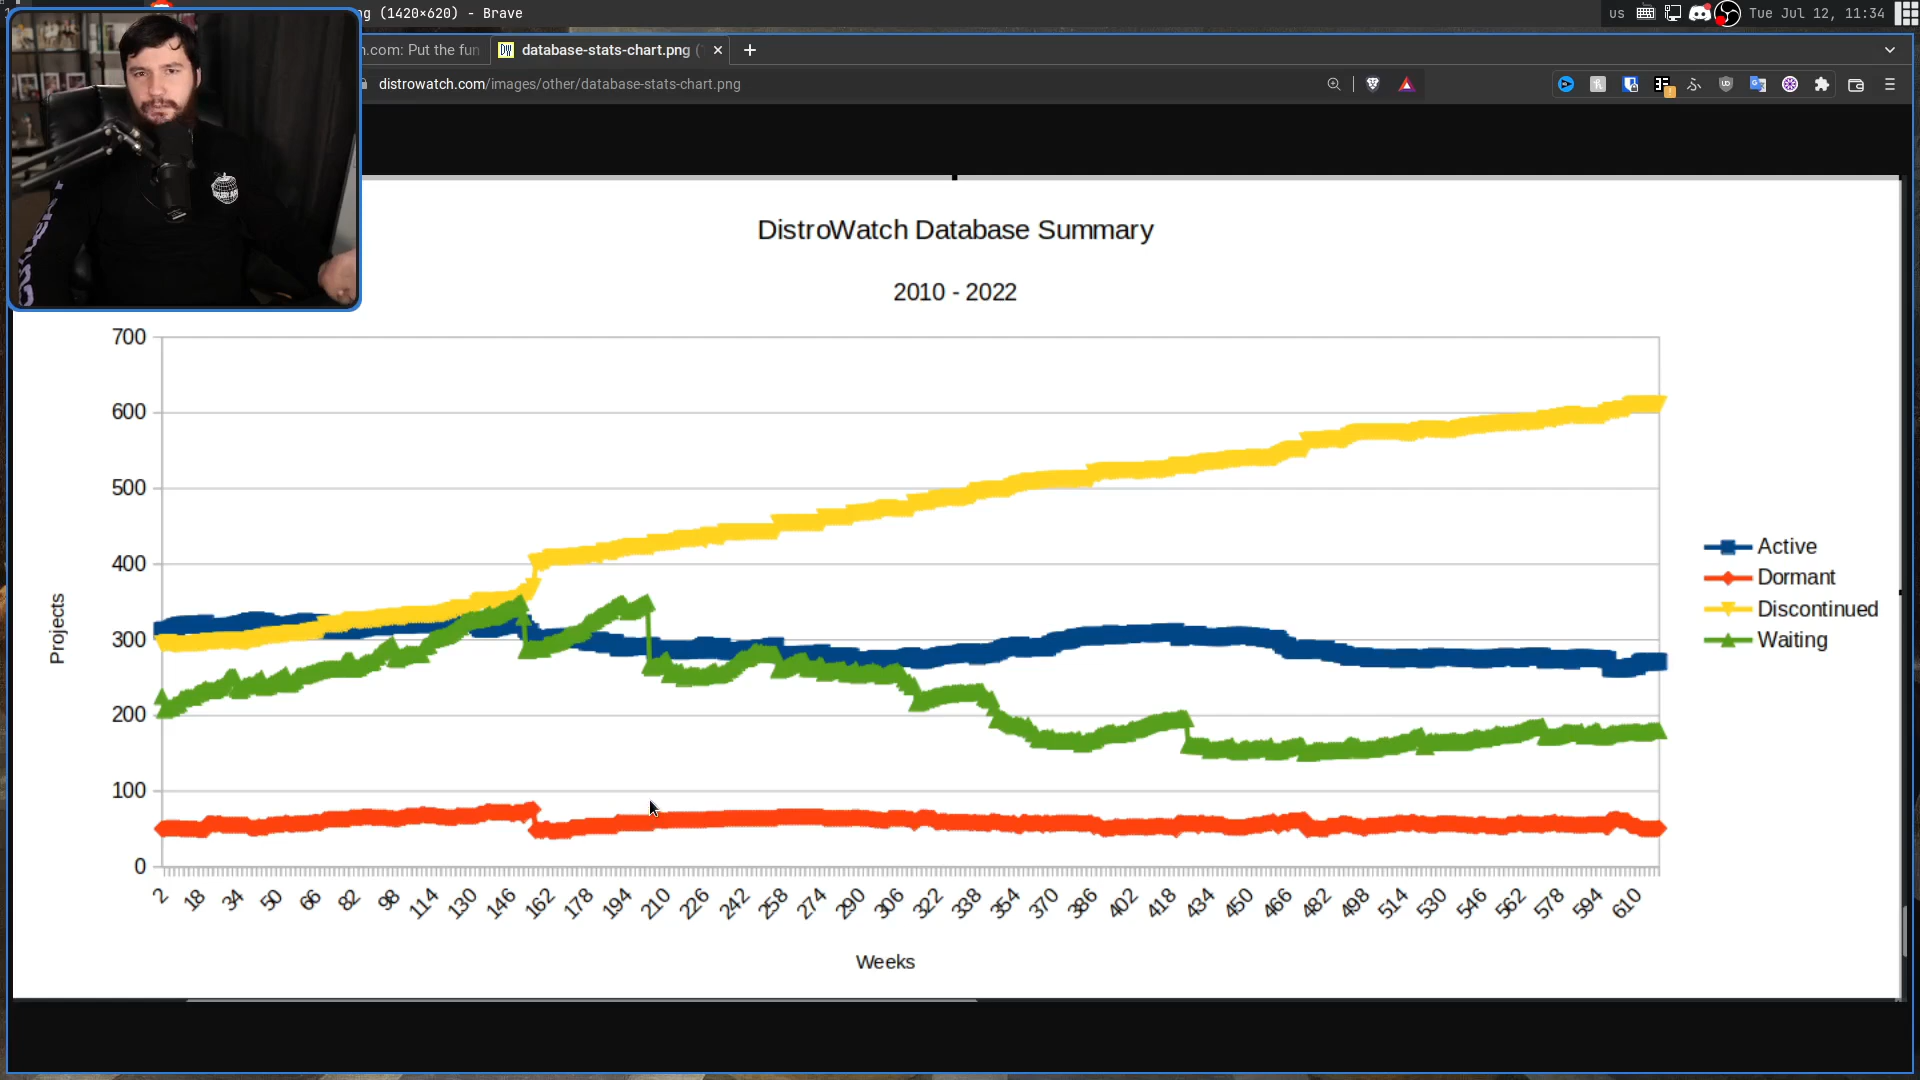 ng (1420×620) - Brave
us
Tue Jul 12, 11:34
n.com: Put the fun
DW
database-stats-chart.png (
distrowatch.com/images/other/database-stats-chart.png
DistroWatch Database Summary
2010 - 2022
700
600
500
400
300
200
100
0
Projects
2 18 34 50 66 82 98 114 130 146 162 178 194 210 226 242 258 274 290 306 322 338 354 370 386 402 418 434 450 466 482 498 514 530 546 562 578 594 610
Weeks
Active
Dormant
Discontinued
Waiting